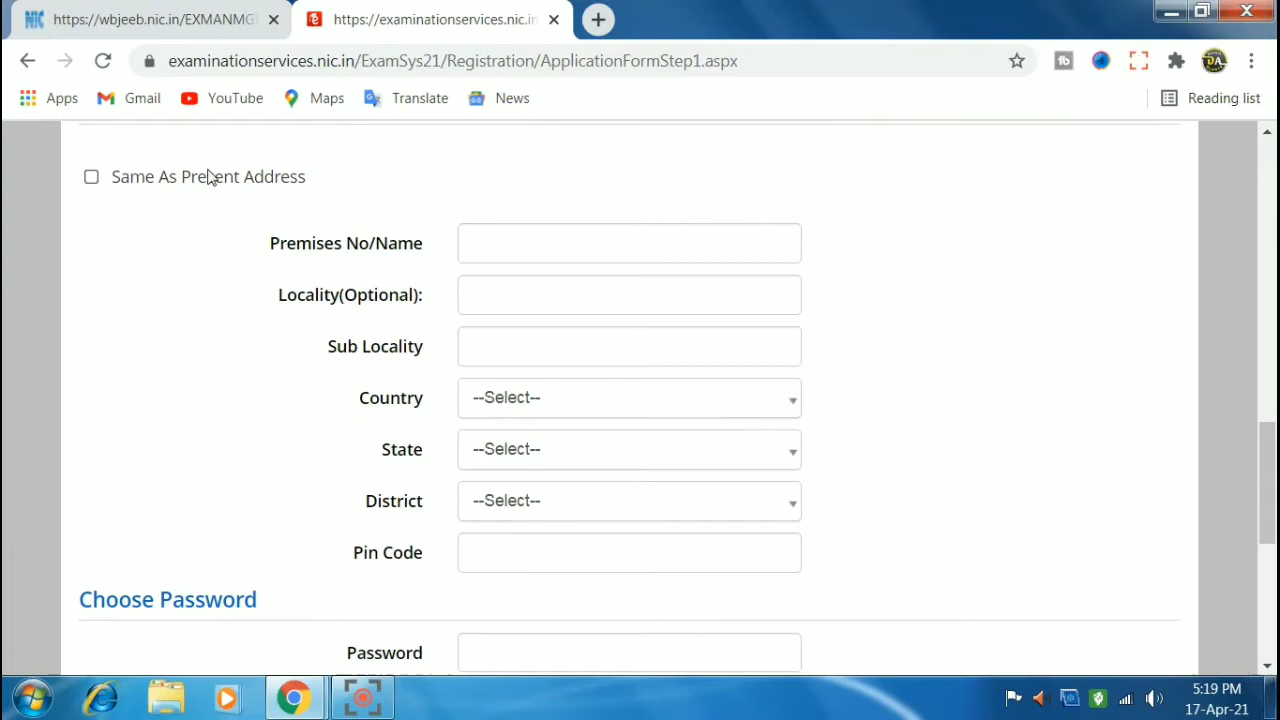 NIC https://wbjeeb.nic.in/EXMANMG
https://examinationservices.nic.in
examinationservices.nic.in/ExamSys21/Registration/ApplicationFormStep1.aspx
Apps Gmail YouTube Maps Translate News Reading list
Same As Present Address
Premises No/Name
Locality(Optional):
Sub Locality
Country --Select--
State --Select--
District --Select--
Pin Code
Choose Password
Password
5:19 PM
17-Apr-21